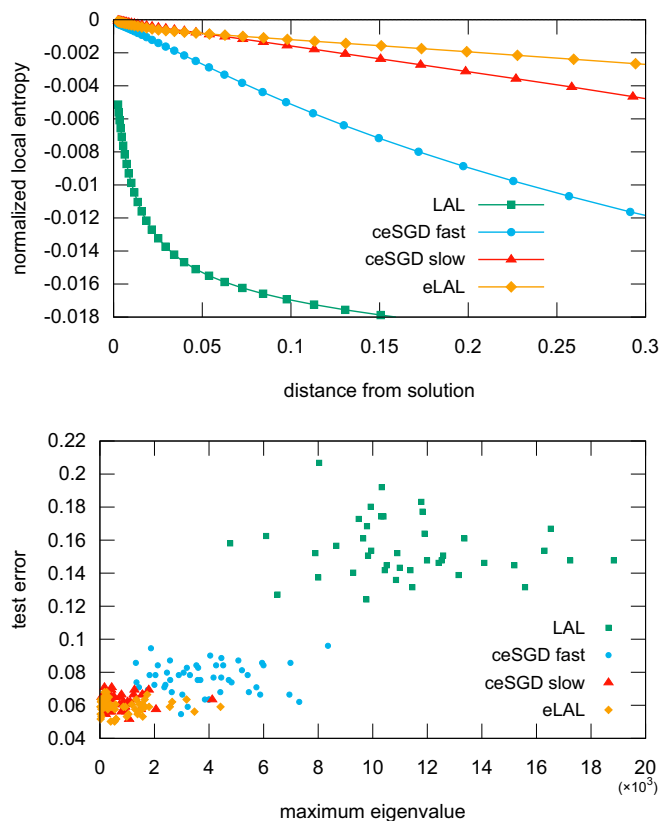 0
-0.002
-0.004
-0.006
-0.008
-0.01
-0.012
-0.014
-0.016
-0.018
normalized local entropy
LAL
ceSGD fast
ceSGD slow
eLAL
0 0.05 0.1 0.15 0.2 0.25 0.3
distance from solution
0.22
0.2
0.18
0.16
0.14
0.12
0.1
0.08
0.06
0.04
test error
LAL
ceSGD fast
ceSGD slow
eLAL
0 2 4 6 8 10 12 14 16 18 20
(×10³)
maximum eigenvalue